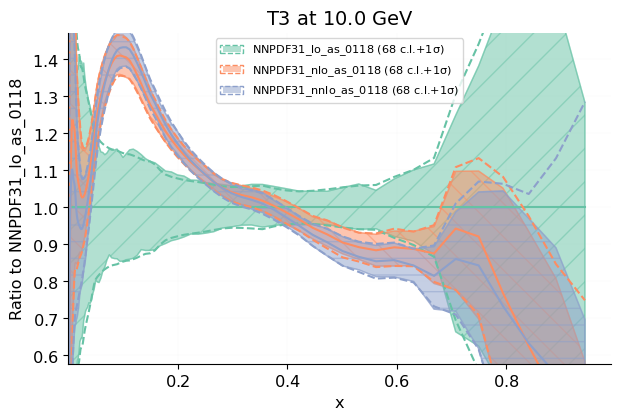 T3 at 10.0 GeV
NNPDF31_lo_as_0118 (68 c.l.+1σ)
NNPDF31_nlo_as_0118 (68 c.l.+1σ)
NNPDF31_nnlo_as_0118 (68 c.l.+1σ)
Ratio to NNPDF31_lo_as_0118
1.4
1.3
1.2
1.1
1.0
0.9
0.8
0.7
0.6
0.2
0.4
0.6
0.8
x